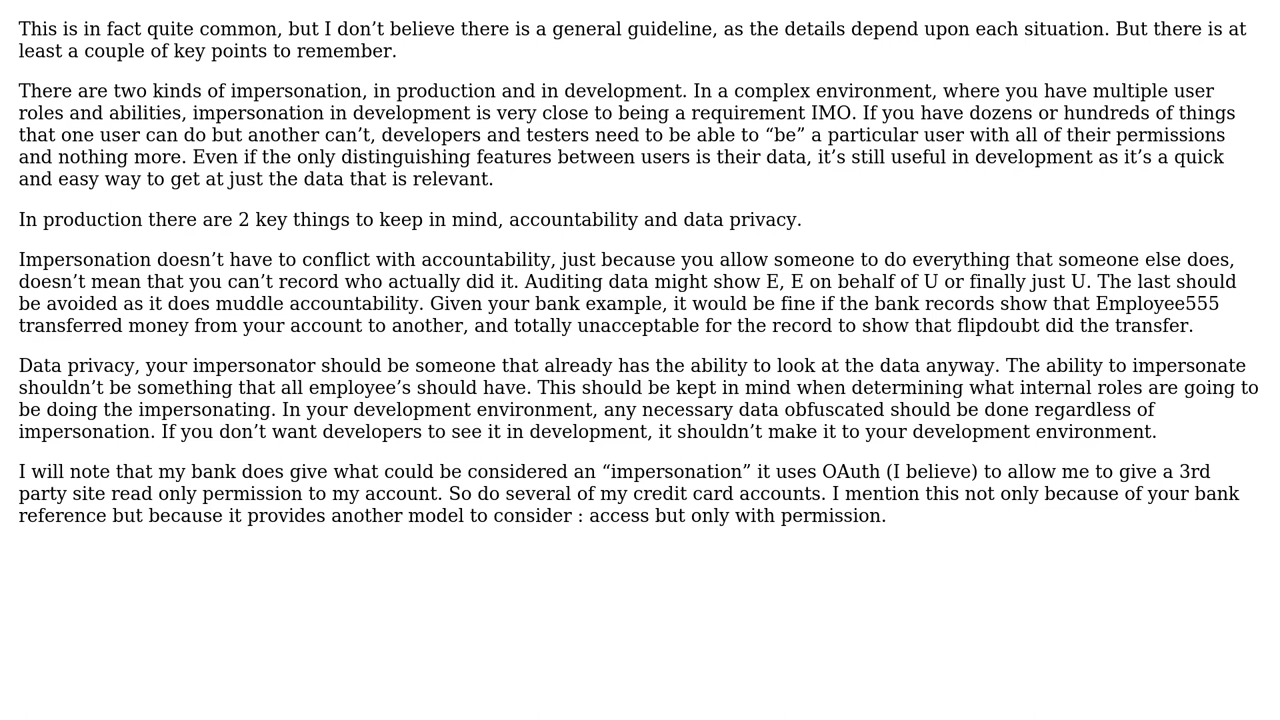 This is in fact quite common, but I don’t believe there is a general guideline, as the details depend upon each situation. But there is at
least a couple of key points to remember.
There are two kinds of impersonation, in production and in development. In a complex environment, where you have multiple user
roles and abilities, impersonation in development is very close to being a requirement IMO. If you have dozens or hundreds of things
that one user can do but another can’t, developers and testers need to be able to “be” a particular user with all of their permissions
and nothing more. Even if the only distinguishing features between users is their data, it’s still useful in development as it’s a quick
and easy way to get at just the data that is relevant.
In production there are 2 key things to keep in mind, accountability and data privacy.
Impersonation doesn’t have to conflict with accountability, just because you allow someone to do everything that someone else does,
doesn’t mean that you can’t record who actually did it. Auditing data might show E, E on behalf of U or finally just U. The last should
be avoided as it does muddle accountability. Given your bank example, it would be fine if the bank records show that Employee555
transferred money from your account to another, and totally unacceptable for the record to show that flipdoubt did the transfer.
Data privacy, your impersonator should be someone that already has the ability to look at the data anyway. The ability to impersonate
shouldn’t be something that all employee’s should have. This should be kept in mind when determining what internal roles are going to
be doing the impersonating. In your development environment, any necessary data obfuscated should be done regardless of
impersonation. If you don’t want developers to see it in development, it shouldn’t make it to your development environment.
I will note that my bank does give what could be considered an “impersonation” it uses OAuth (I believe) to allow me to give a 3rd
party site read only permission to my account. So do several of my credit card accounts. I mention this not only because of your bank
reference but because it provides another model to consider : access but only with permission.